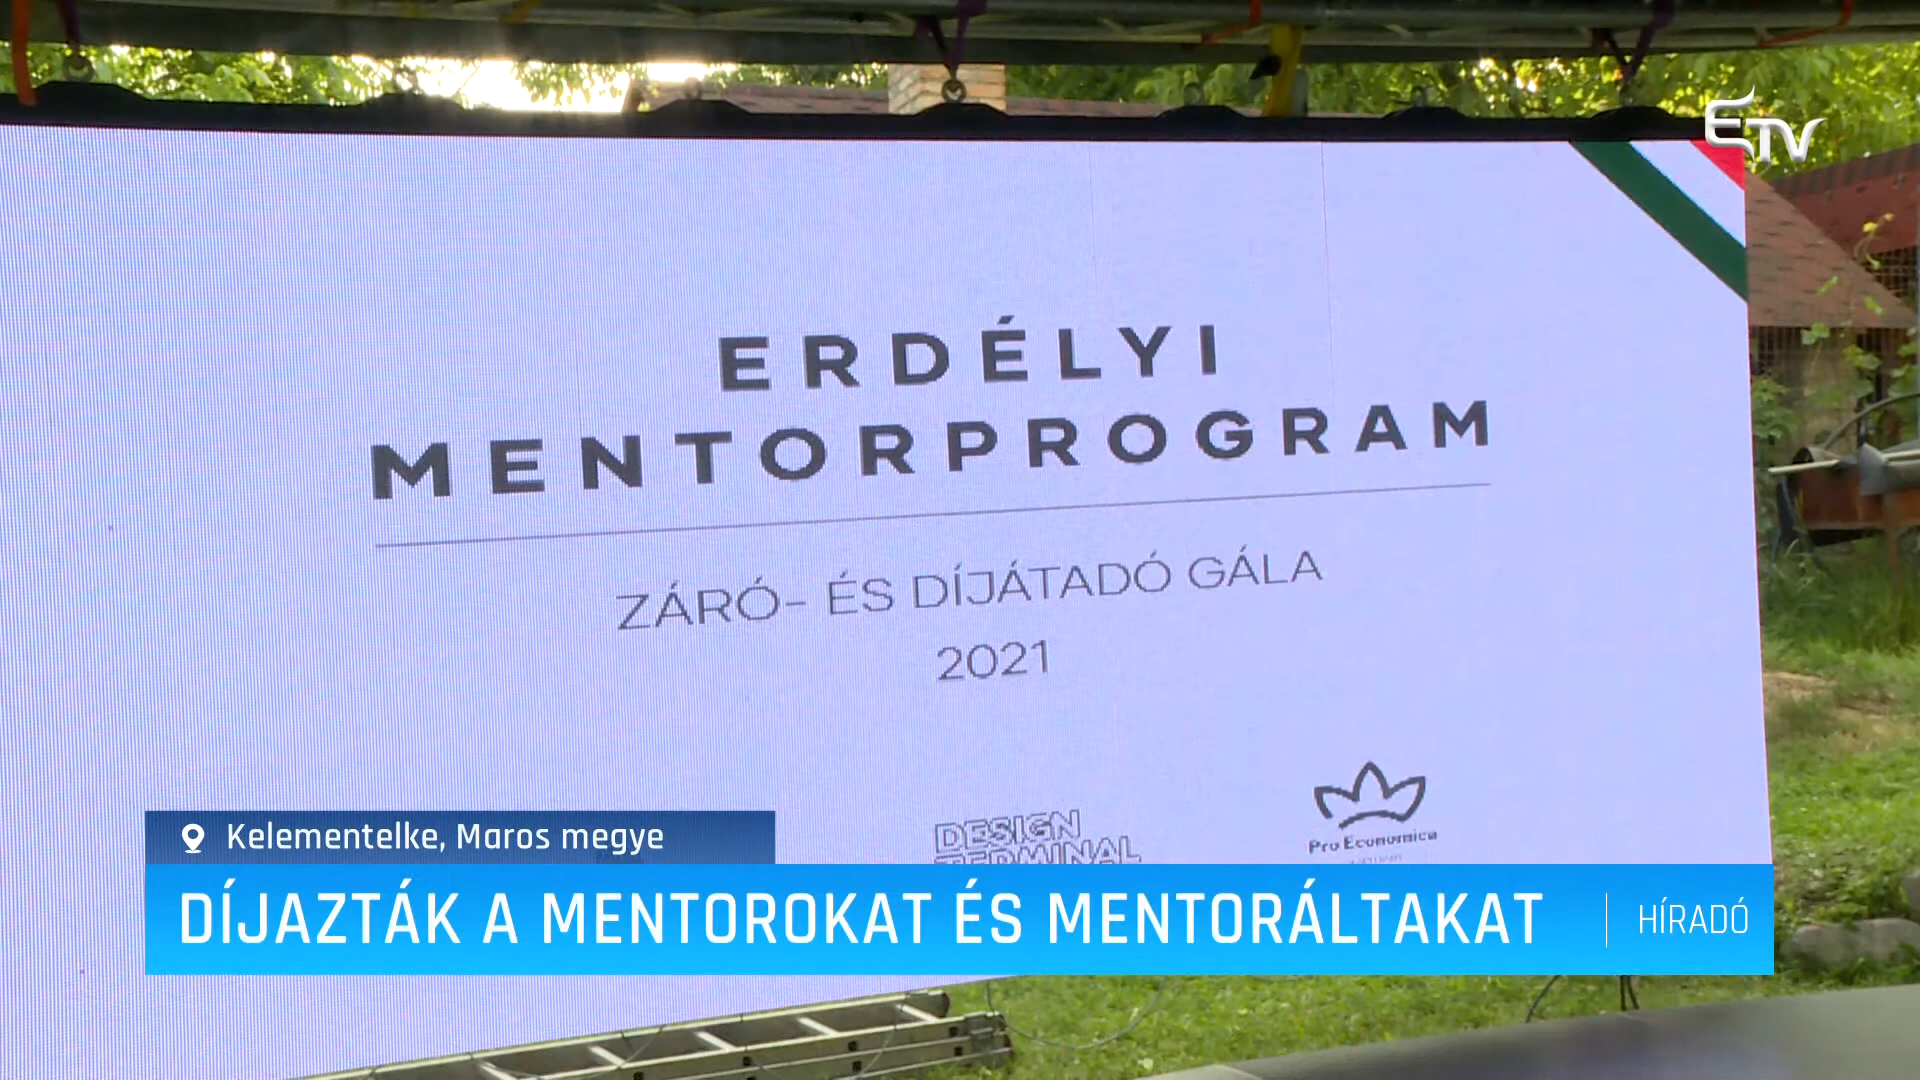 ETV
ERDÉLYI
MENTORPROGRAM
ZÁRÓ- ÉS DÍJÁTADÓ GÁLA
2021
DESIGN
TERMINAL
Pro Economica
Kelementelke, Maros megye
DÍJAZTÁK A MENTOROKAT ÉS MENTORÁLTAKAT
HÍRADÓ